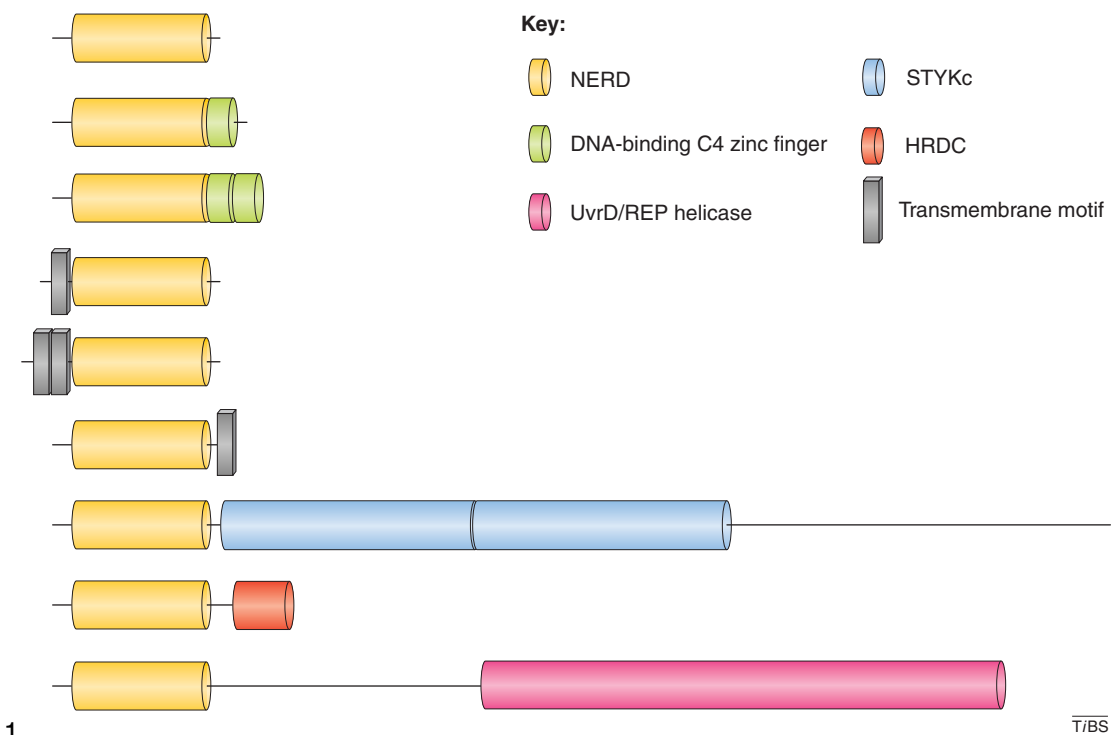 Key:
NERD
STYKc
DNA-binding C4 zinc finger
HRDC
UvrD/REP helicase
Transmembrane motif
1
TiBS